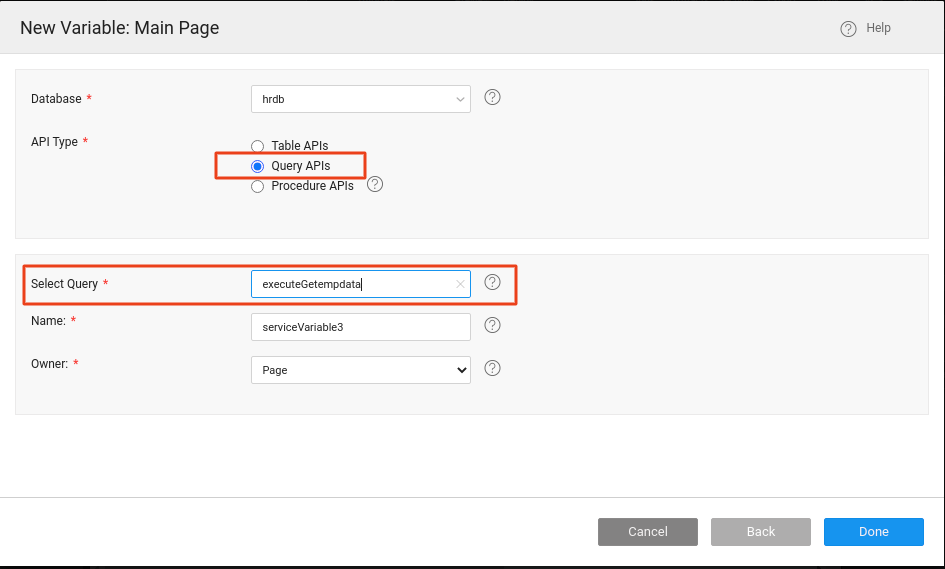 New Variable: Main Page
? Help
Database * hrdb ?
API Type *
Table APIs
Query APIs
Procedure APIs ?
Select Query * executeGetempdata ?
Name: * serviceVariable3 ?
Owner: * Page ?
Cancel Back Done